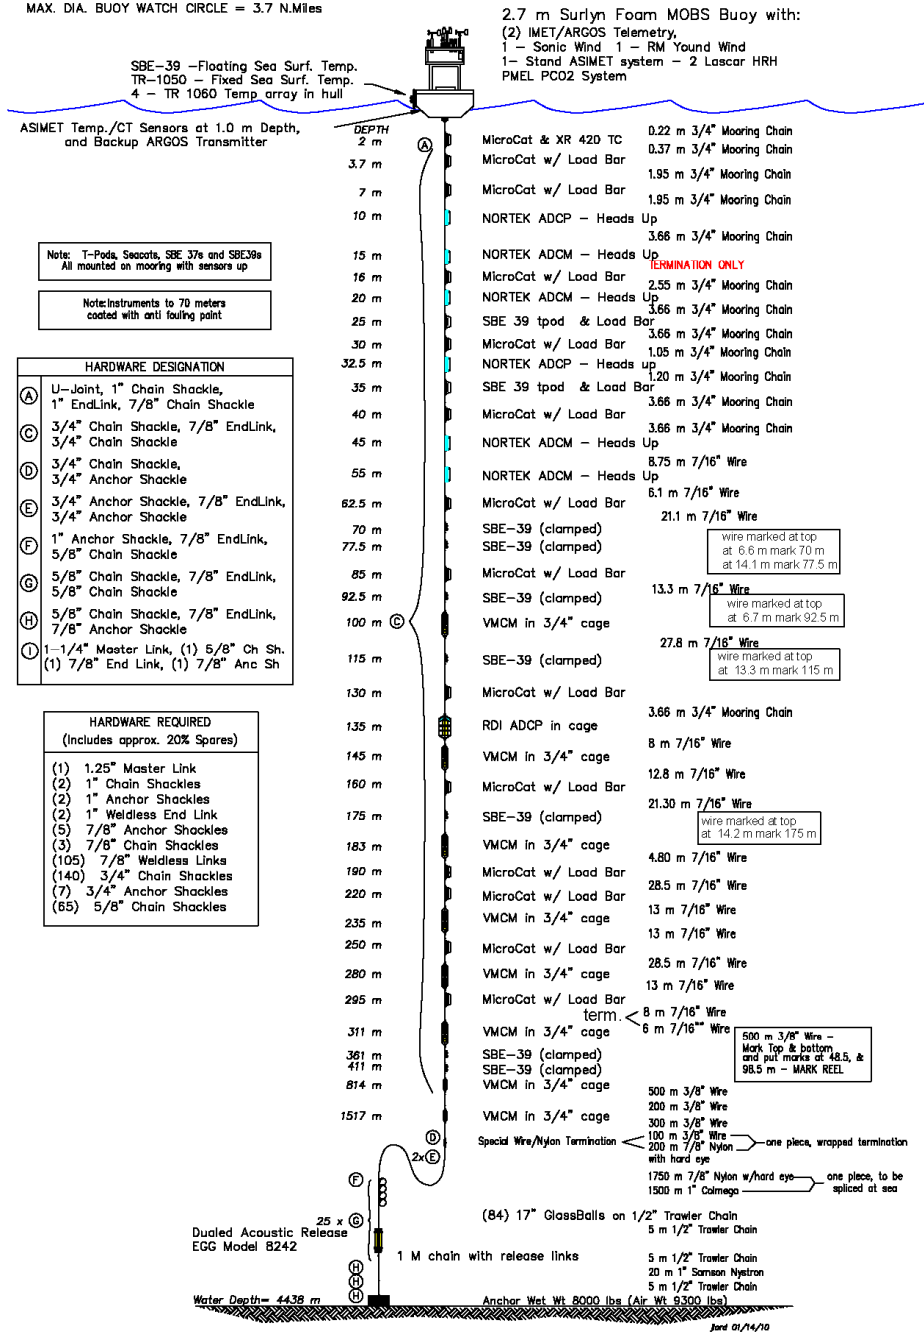 MAX. DIA. BUOY WATCH CIRCLE = 3.7 N.Miles
2.7 m Surlyn Foam MOBS Buoy with:
(2) IMET/ARGOS Telemetry,
1 - Sonic Wind 1 - RM Yound Wind
1- Stand ASIMET system - 2 Lascar HRH
PMEL PCO2 System
SBE-39 -Floating Sea Surf. Temp.
TR-1050 - Fixed Sea Surf. Temp.
4 - TR 1060 Temp array in hull
ASIMET Temp./CT Sensors at 1.0 m Depth,
and Backup ARGOS Transmitter
DEPTH
2 m
3.7 m
7 m
10 m
15 m
16 m
20 m
25 m
30 m
32.5 m
35 m
40 m
45 m
55 m
62.5 m
70 m
77.5 m
85 m
92.5 m
100 m
115 m
130 m
135 m
145 m
160 m
175 m
183 m
190 m
220 m
235 m
250 m
280 m
295 m
311 m
361 m
411 m
814 m
1517 m
A
C
D
2x E
F
25 x G
H
H
H
MicroCat & XR 420 TC
MicroCat w/ Load Bar
MicroCat w/ Load Bar
NORTEK ADCP - Heads Up
NORTEK ADCM - Heads Up
MicroCat w/ Load Bar
NORTEK ADCM - Heads Up
SBE 39 tpod & Load Bar
MicroCat w/ Load Bar
NORTEK ADCP - Heads up
SBE 39 tpod & Load Bar
MicroCat w/ Load Bar
NORTEK ADCM - Heads Up
NORTEK ADCM - Heads Up
MicroCat w/ Load Bar
SBE-39 (clamped)
SBE-39 (clamped)
MicroCat w/ Load Bar
SBE-39 (clamped)
VMCM in 3/4" cage
SBE-39 (clamped)
MicroCat w/ Load Bar
RDI ADCP in cage
VMCM in 3/4" cage
MicroCat w/ Load Bar
SBE-39 (clamped)
VMCM in 3/4" cage
MicroCat w/ Load Bar
MicroCat w/ Load Bar
VMCM in 3/4" cage
MicroCat w/ Load Bar
VMCM in 3/4" cage
MicroCat w/ Load Bar
VMCM in 3/4" cage
SBE-39 (clamped)
SBE-39 (clamped)
VMCM in 3/4" cage
VMCM in 3/4" cage
0.22 m 3/4" Mooring Chain
0.37 m 3/4" Mooring Chain
1.95 m 3/4" Mooring Chain
1.95 m 3/4" Mooring Chain
3.66 m 3/4" Mooring Chain
TERMINATION ONLY
2.55 m 3/4" Mooring Chain
3.66 m 3/4" Mooring Chain
3.66 m 3/4" Mooring Chain
1.05 m 3/4" Mooring Chain
1.20 m 3/4" Mooring Chain
3.66 m 3/4" Mooring Chain
3.66 m 3/4" Mooring Chain
8.75 m 7/16" Wire
6.1 m 7/16" Wire
21.1 m 7/16" Wire
wire marked at top
at 6.6 m mark 70 m
at 14.1 m mark 77.5 m
13.3 m 7/16" Wire
wire marked at top
at 6.7 m mark 92.5 m
27.8 m 7/16" Wire
wire marked at top
at 13.3 m mark 115 m
3.66 m 3/4" Mooring Chain
8 m 7/16" Wire
12.8 m 7/16" Wire
21.30 m 7/16" Wire
wire marked at top
at 14.2 m mark 175 m
4.80 m 7/16" Wire
28.5 m 7/16" Wire
13 m 7/16" Wire
13 m 7/16" Wire
28.5 m 7/16" Wire
13 m 7/16" Wire
term.
8 m 7/16" Wire
6 m 7/16"" Wire
500 m 3/8" Wire -
Mark Top & bottom
and put marks at 48.5, &
98.5 m - MARK REEL
500 m 3/8" Wire
200 m 3/8" Wire
300 m 3/8" Wire
Special Wire/Nylon Termination
100 m 3/8" Wire
200 m 7/8" Nylon
with hard eye
one piece, wrapped termination
1750 m 7/8" Nylon w/hard eye
1500 m 1" Colmega
one piece, to be
spliced at sea
(84) 17" GlassBalls on 1/2" Trawler Chain
5 m 1/2" Trawler Chain
Dualed Acoustic Release
EGG Model 8242
1 M chain with release links
5 m 1/2" Trawler Chain
20 m 1" Samson Nystron
5 m 1/2" Trawler Chain
Water Depth= 4438 m
Anchor Wet Wt 8000 lbs (Air Wt 9300 lbs)
jlord 01/14/10
Note: T-Pods, Seacats, SBE 37s and SBE39s
All mounted on mooring with sensors up
Note:Instruments to 70 meters
coated with anti fouling paint
HARDWARE DESIGNATION
A U-Joint, 1" Chain Shackle,
1" EndLink, 7/8" Chain Shackle
C 3/4" Chain Shackle, 7/8" EndLink,
3/4" Chain Shackle
D 3/4" Chain Shackle,
3/4" Anchor Shackle
E 3/4" Anchor Shackle, 7/8" EndLink,
3/4" Anchor Shackle
F 1" Anchor Shackle, 7/8" EndLink,
5/8" Chain Shackle
G 5/8" Chain Shackle, 7/8" EndLink,
5/8" Chain Shackle
H 5/8" Chain Shackle, 7/8" EndLink,
7/8" Anchor Shackle
I 1-1/4" Master Link, (1) 5/8" Ch Sh.
(1) 7/8" End Link, (1) 7/8" Anc Sh
HARDWARE REQUIRED
(Includes approx. 20% Spares)
(1) 1.25" Master Link
(2) 1" Chain Shackles
(2) 1" Anchor Shackles
(2) 1" Weldless End Link
(5) 7/8" Anchor Shackles
(3) 7/8" Chain Shackles
(105) 7/8" Weldless Links
(140) 3/4" Chain Shackles
(7) 3/4" Anchor Shackles
(65) 5/8" Chain Shackles